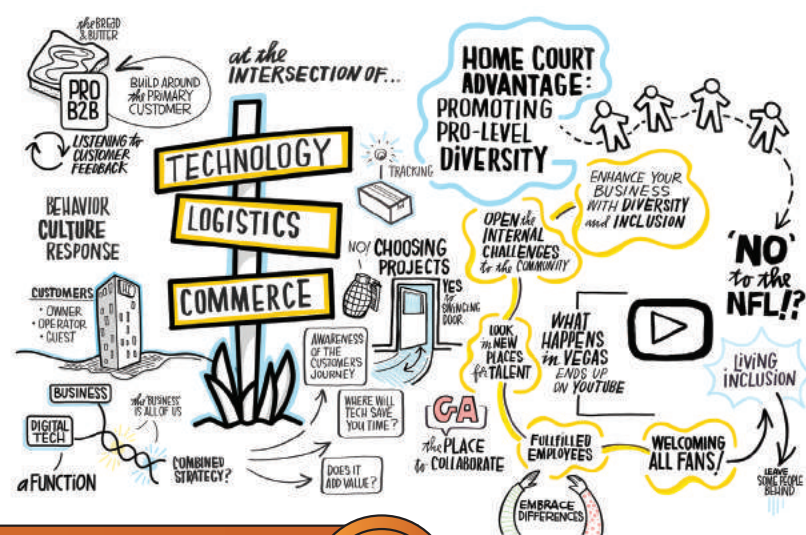 the BREAD
& BUTTER
PRO
B2B
BUILD AROUND
the PRIMARY
CUSTOMER
LISTENING to
CUSTOMER
FEEDBACK
BEHAVIOR
CULTURE
RESPONSE
CUSTOMERS
• OWNER
• OPERATOR
• GUEST
BUSINESS
the 'BUSINESS'
IS ALL OF US
DIGITAL
TECH
a FUNCTION
COMBINED
STRATEGY?
at the
INTERSECTION OF...
TECHNOLOGY
LOGISTICS
COMMERCE
TRACKING
NO!
CHOOSING
PROJECTS
YES
to
SWINGING
DOOR
AWARENESS
OF THE
CUSTOMERS
JOURNEY
WHERE WILL
TECH SAVE
YOU TIME?
DOES IT
ADD VALUE?
GA
the PLACE
to COLLABORATE
HOME COURT
ADVANTAGE:
PROMOTING
PRO-LEVEL
DIVERSITY
ENHANCE YOUR
BUSINESS
WITH DIVERSITY
and INCLUSION
OPEN the
INTERNAL
CHALLENGES
to the COMMUNITY
LOOK
in NEW
PLACES
for TALENT
FULLFILLED
EMPLOYEES
EMBRACE
DIFFERENCES
WELCOMING
ALL FANS!
WHAT
HAPPENS
in VEGAS
ENDS UP
ON YOUTUBE
'NO'
to the
NFL!?
LIVING
INCLUSION
LEAVE
SOME PEOPLE
BEHIND